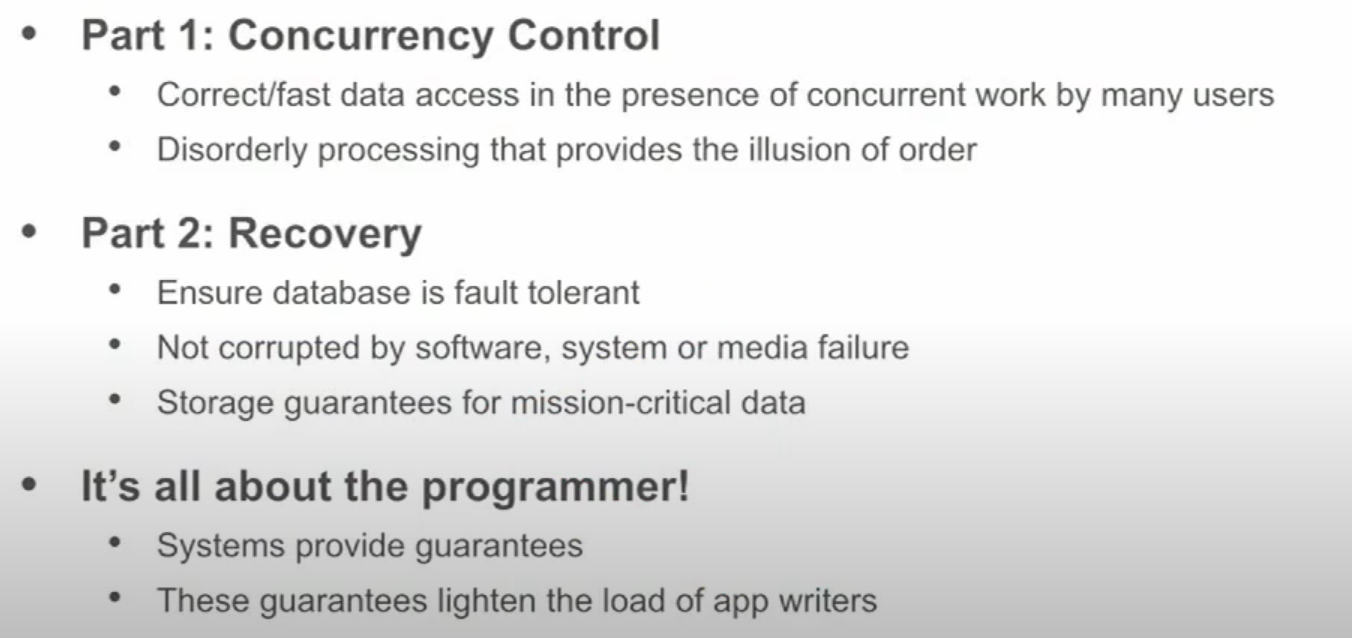 • Part 1: Concurrency Control
• Correct/fast data access in the presence of concurrent work by many users
• Disorderly processing that provides the illusion of order
• Part 2: Recovery
• Ensure database is fault tolerant
• Not corrupted by software, system or media failure
• Storage guarantees for mission-critical data
• It’s all about the programmer!
• Systems provide guarantees
• These guarantees lighten the load of app writers